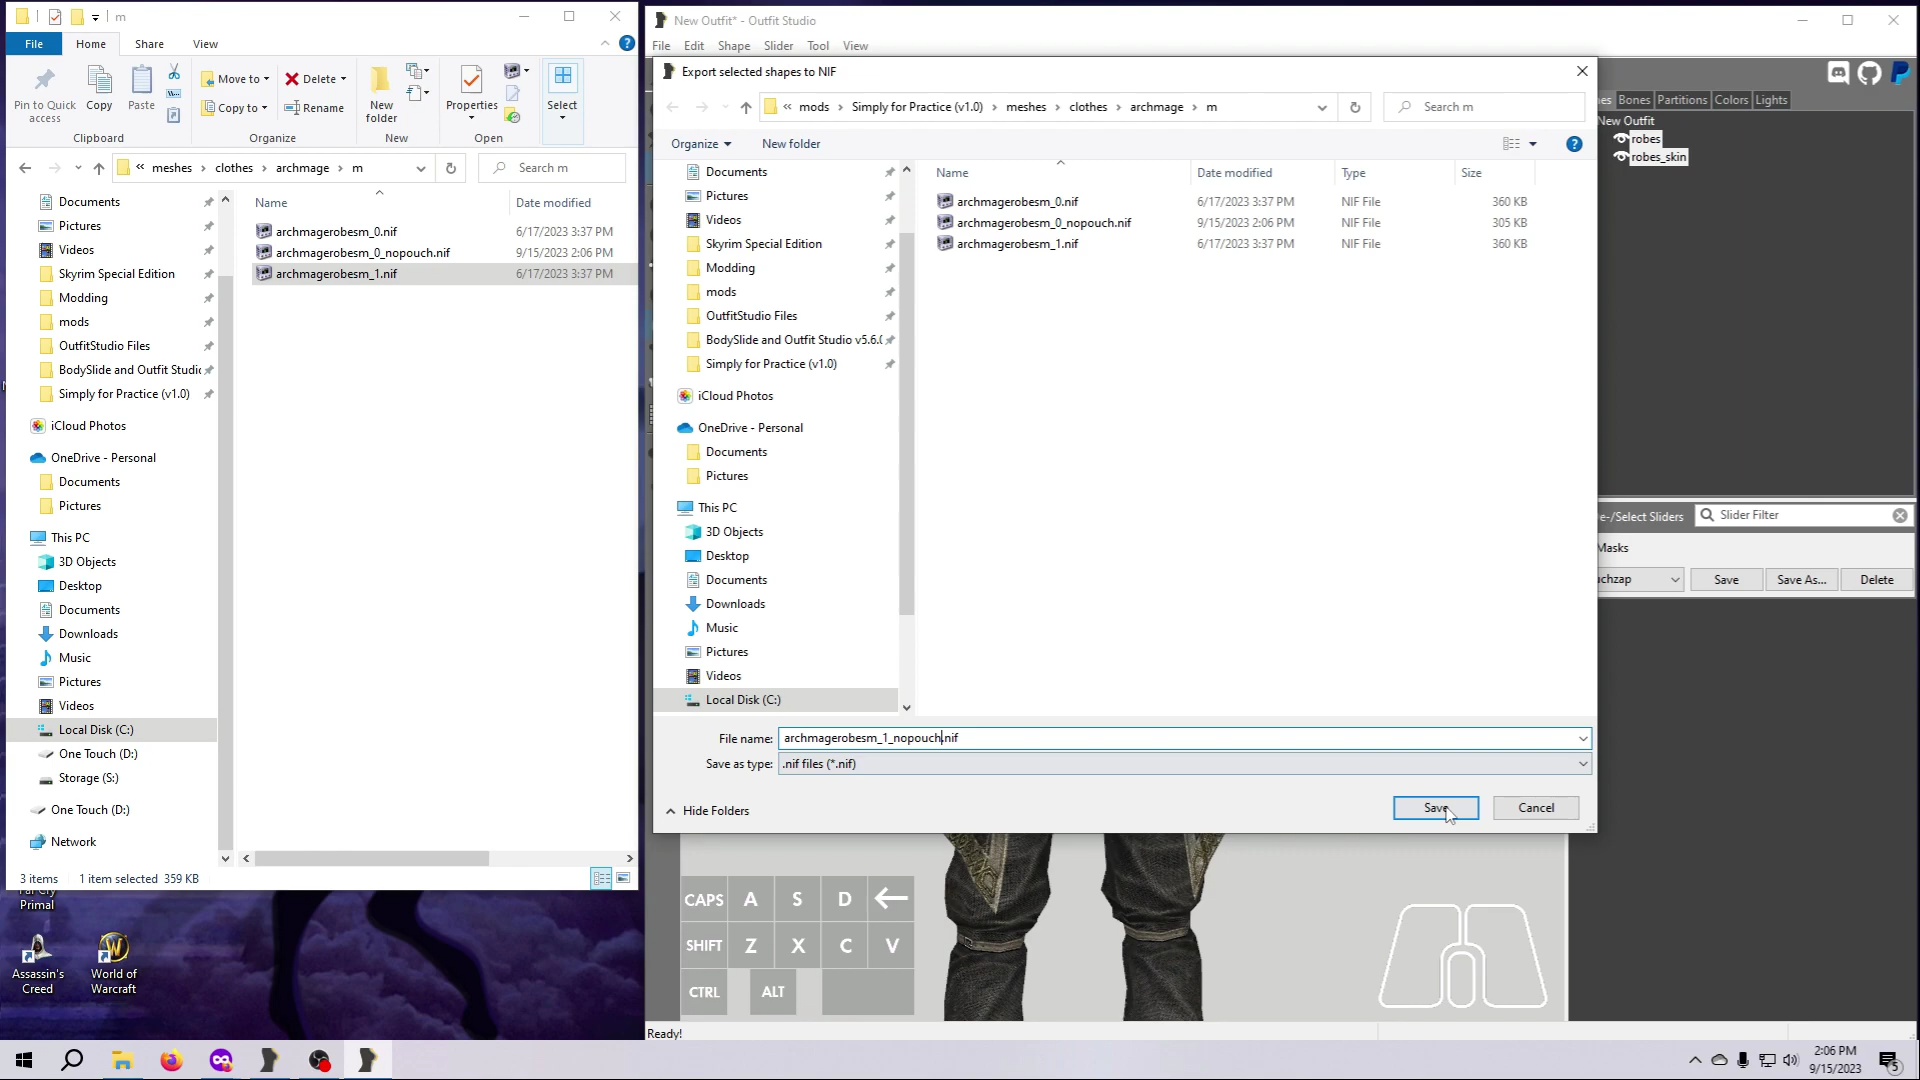 m
File
Home
Share
View
Pin to Quick access
Copy
Paste
Move to
Copy to
Delete
Rename
New folder
Properties
Select
Clipboard
Organize
New
Open
« meshes › clothes › archmage › m
Search m
Documents
Pictures
Videos
Skyrim Special Edition
Modding
mods
OutfitStudio Files
BodySlide and Outfit Studio
Simply for Practice (v1.0)
iCloud Photos
OneDrive - Personal
Documents
Pictures
This PC
3D Objects
Desktop
Documents
Downloads
Music
Pictures
Videos
Local Disk (C:)
One Touch (D:)
Storage (S:)
One Touch (D:)
Network
Name Date modified
archmagerobesm_0.nif 6/17/2023 3:37 PM
archmagerobesm_0_nopouch.nif 9/15/2023 2:06 PM
archmagerobesm_1.nif 6/17/2023 3:37 PM
3 items 1 item selected 359 KB
New Outfit* - Outfit Studio
File Edit Shape Slider Tool View
Export selected shapes to NIF
« mods › Simply for Practice (v1.0) › meshes › clothes › archmage › m
Search m
Organize New folder
Documents
Pictures
Videos
Skyrim Special Edition
Modding
mods
OutfitStudio Files
BodySlide and Outfit Studio v5.6.(
Simply for Practice (v1.0)
iCloud Photos
OneDrive - Personal
Documents
Pictures
This PC
3D Objects
Desktop
Documents
Downloads
Music
Pictures
Videos
Local Disk (C:)
Name Date modified Type Size
archmagerobesm_0.nif 6/17/2023 3:37 PM NIF File 360 KB
archmagerobesm_0_nopouch.nif 9/15/2023 2:06 PM NIF File 305 KB
archmagerobesm_1.nif 6/17/2023 3:37 PM NIF File 360 KB
File name: archmagerobesm_1_nopouch.nif
Save as type: .nif files (*.nif)
Hide Folders
Save
Cancel
es Bones Partitions Colors Lights
New Outfit
robes
robes_skin
e-/Select Sliders
Slider Filter
Masks
uchzap
Save
Save As...
Delete
CAPS A S D ←
SHIFT Z X C V
CTRL ALT
Ready!
Primal
Assassin's Creed
World of Warcraft
2:06 PM
9/15/2023
5